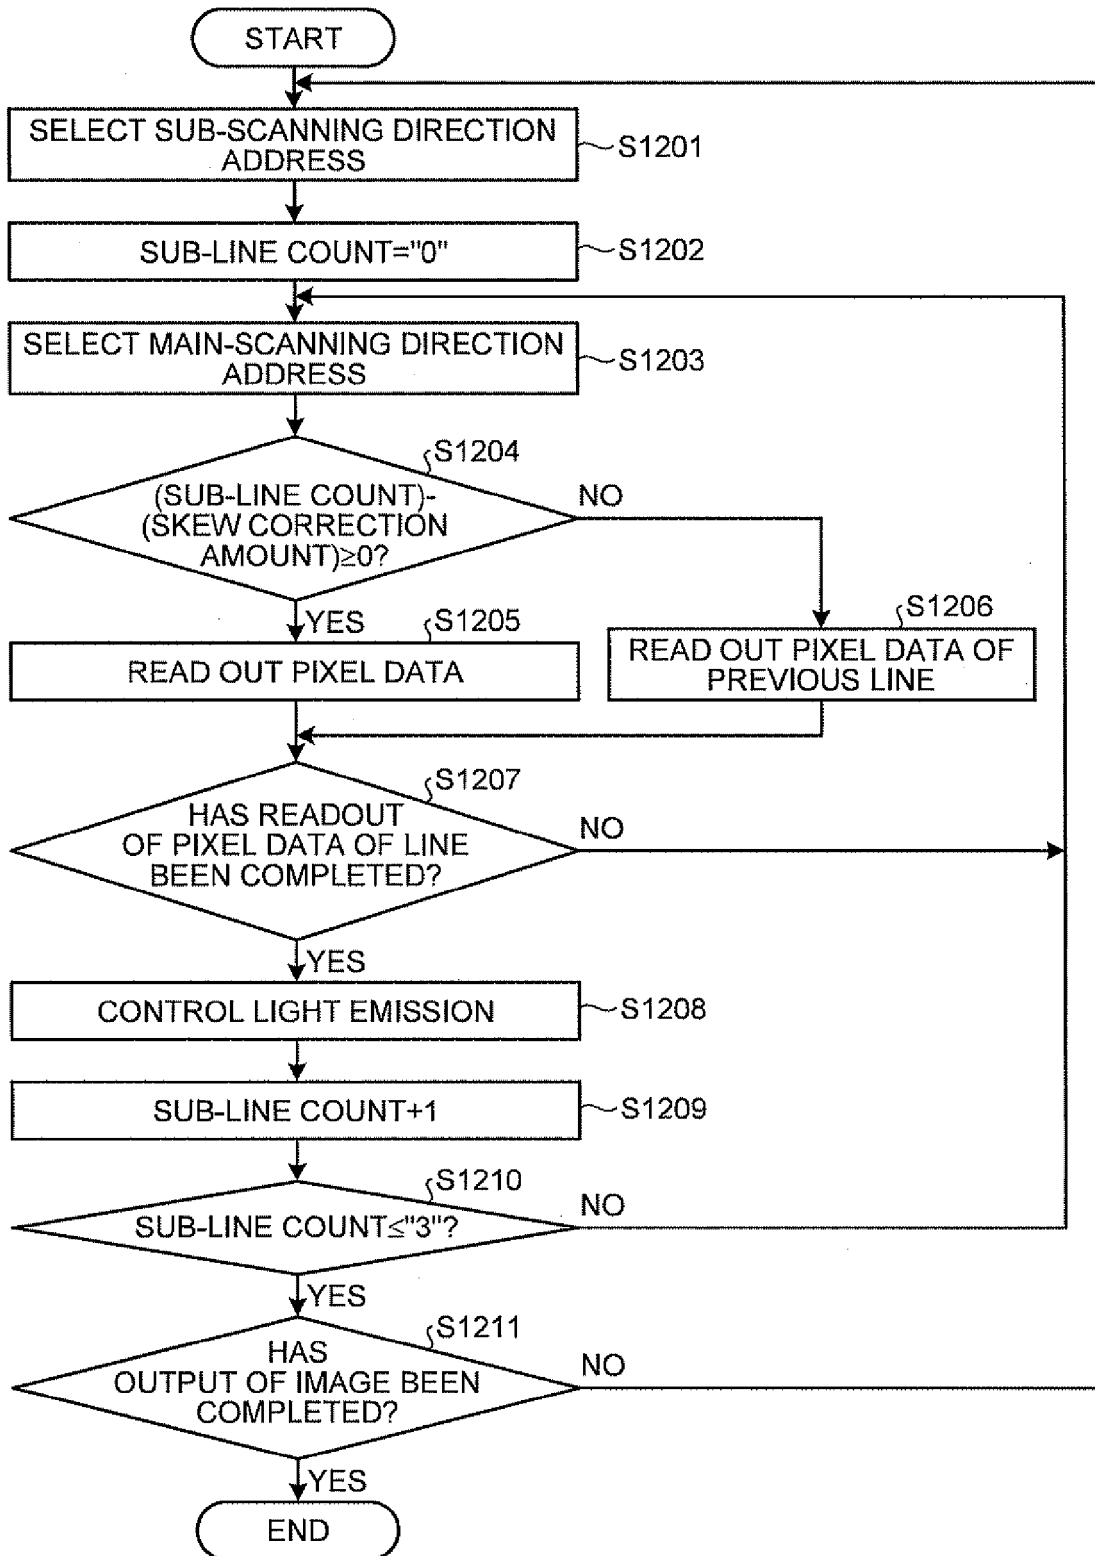 START
SELECT SUB-SCANNING DIRECTION
ADDRESS
S1201
SUB-LINE COUNT="0"
S1202
SELECT MAIN-SCANNING DIRECTION
ADDRESS
S1203
S1204
(SUB-LINE COUNT)-
(SKEW CORRECTION
AMOUNT)≥0?
NO
YES
S1205
READ OUT PIXEL DATA
S1206
READ OUT PIXEL DATA OF
PREVIOUS LINE
S1207
HAS READOUT
OF PIXEL DATA OF LINE
BEEN COMPLETED?
NO
YES
CONTROL LIGHT EMISSION
S1208
SUB-LINE COUNT+1
S1209
S1210
SUB-LINE COUNT≤"3"?
NO
YES
S1211
HAS
OUTPUT OF IMAGE BEEN
COMPLETED?
NO
YES
END